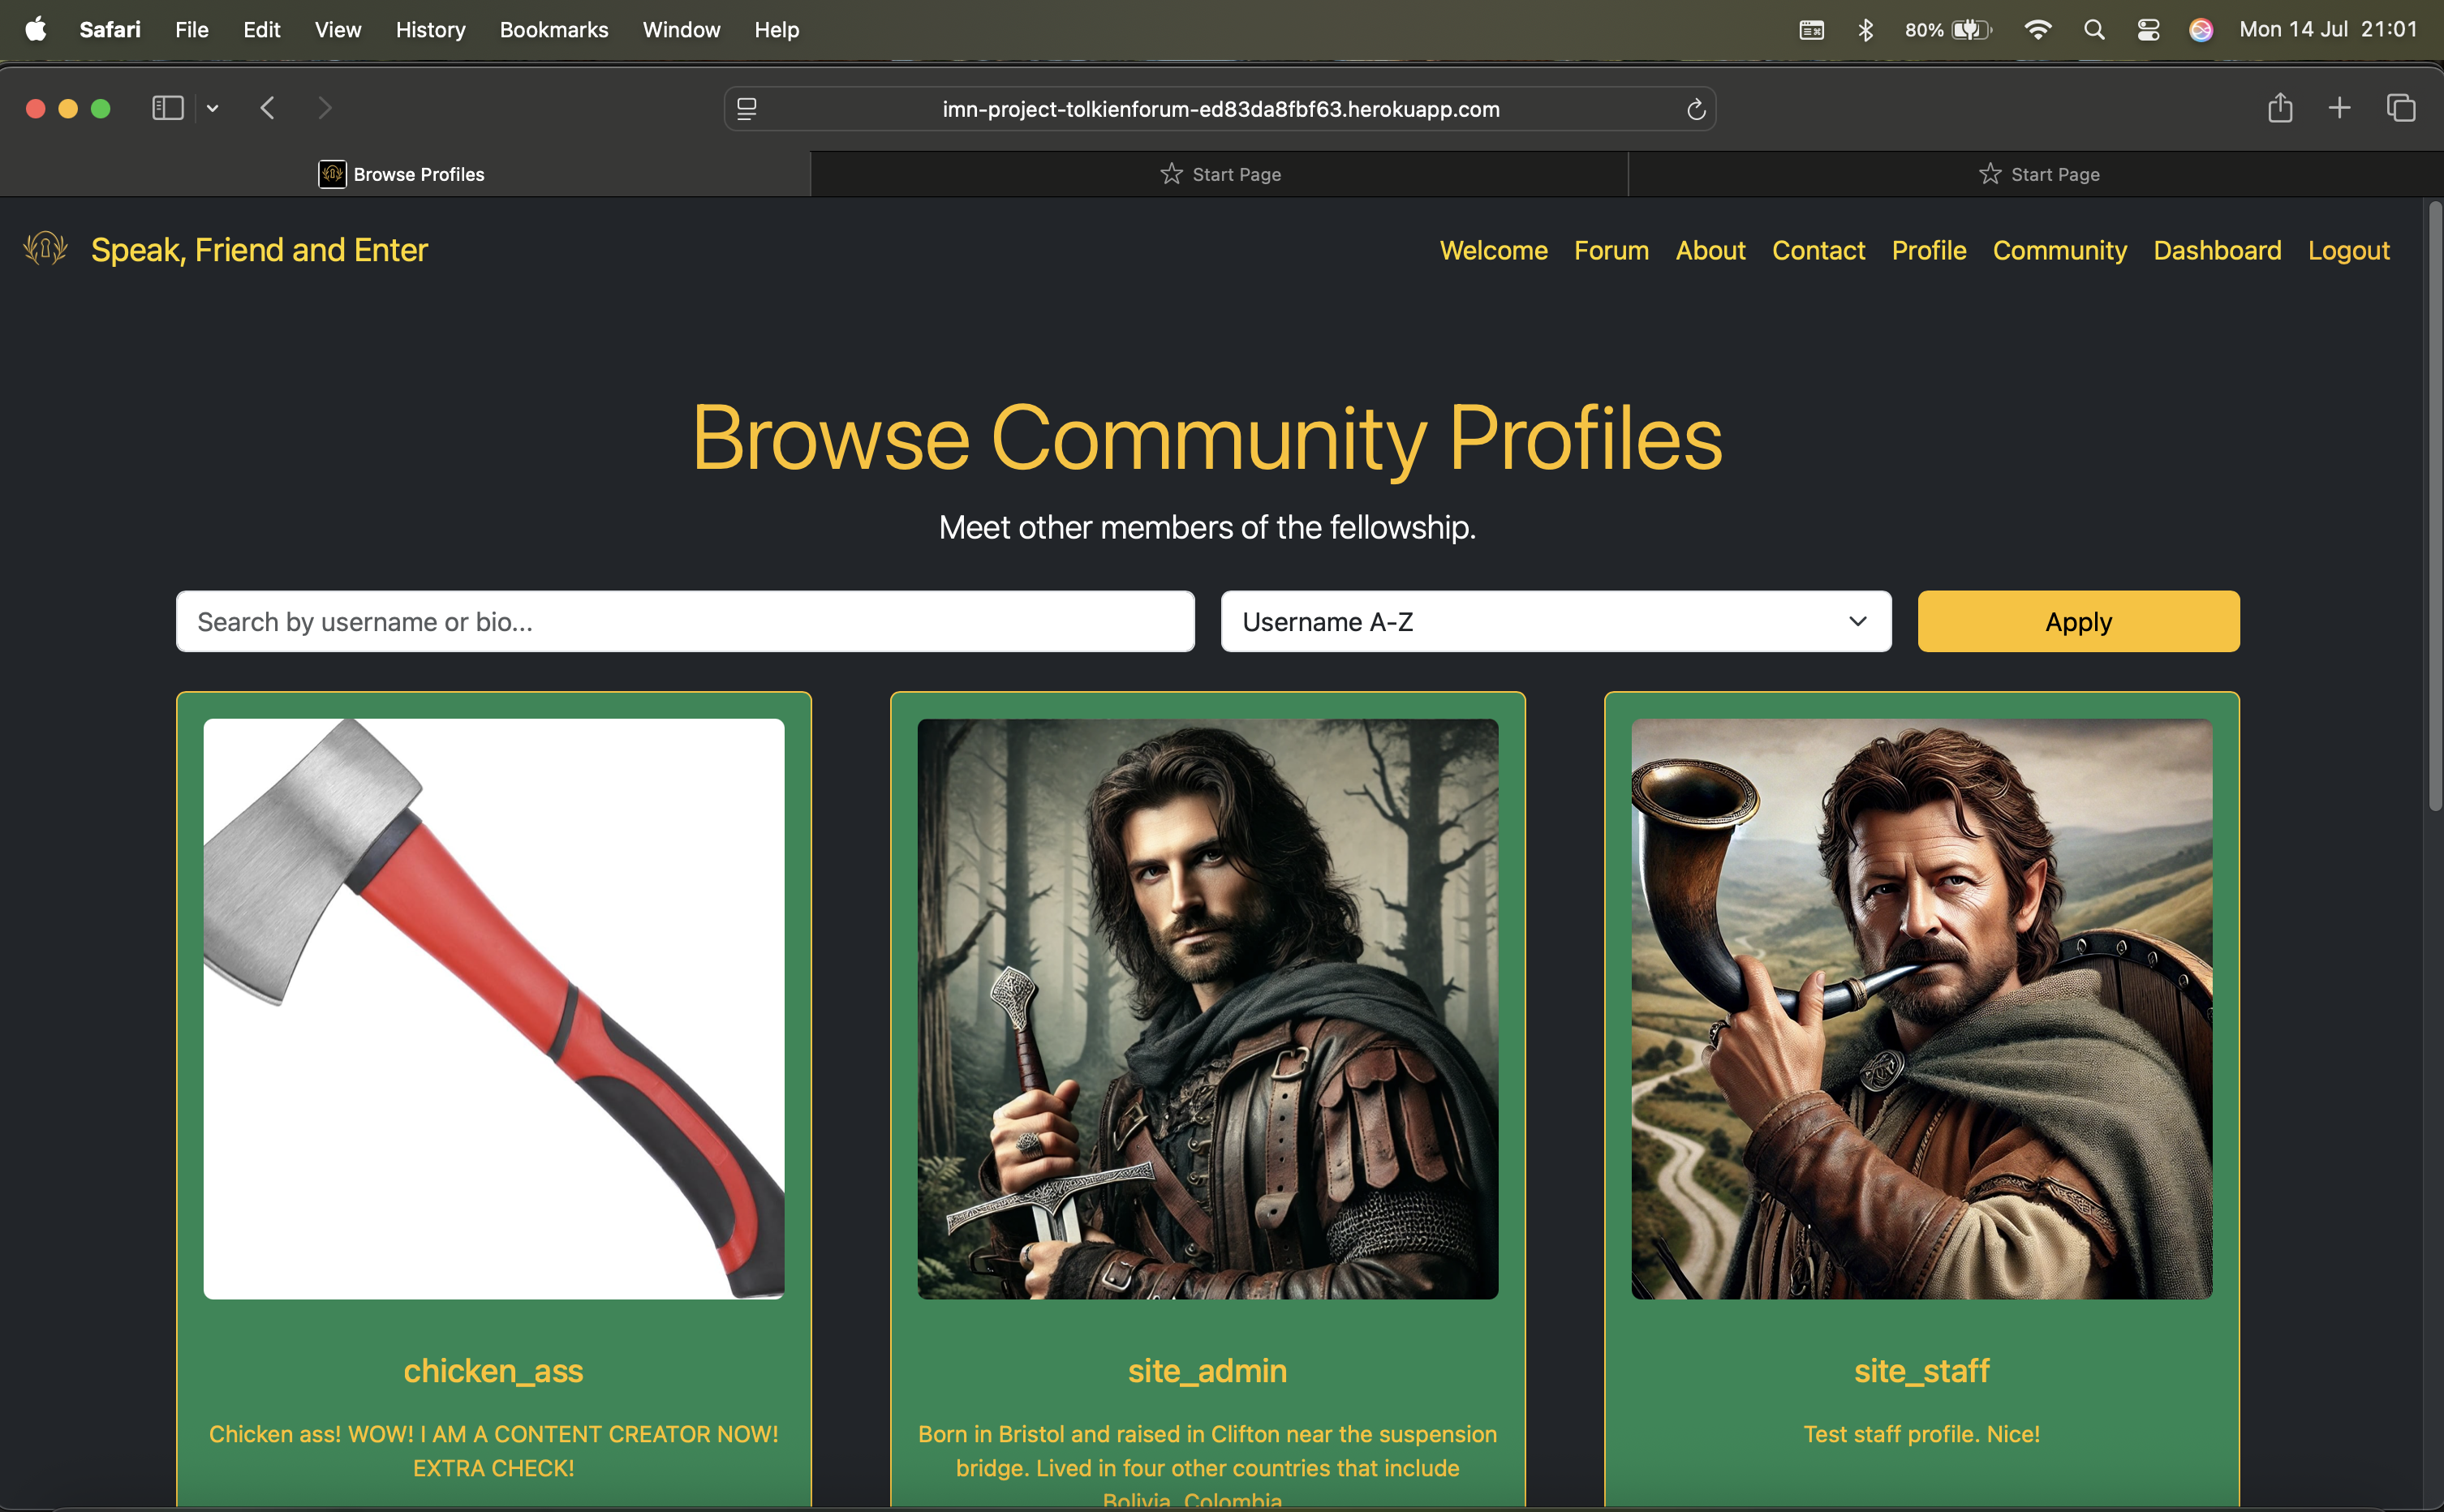 Safari File Edit View History Bookmarks Window Help 80% Mon 14 Jul 21:01
imn-project-tolkienforum-ed83da8fbf63.herokuapp.com
Browse Profiles Start Page Start Page
Speak, Friend and Enter Welcome Forum About Contact Profile Community Dashboard Logout
Browse Community Profiles
Meet other members of the fellowship.
Search by username or bio... Username A-Z Apply
chicken_ass
Chicken ass! WOW! I AM A CONTENT CREATOR NOW!
EXTRA CHECK!
site_admin
Born in Bristol and raised in Clifton near the suspension
bridge. Lived in four other countries that include
Bolivia, Colombia
site_staff
Test staff profile. Nice!